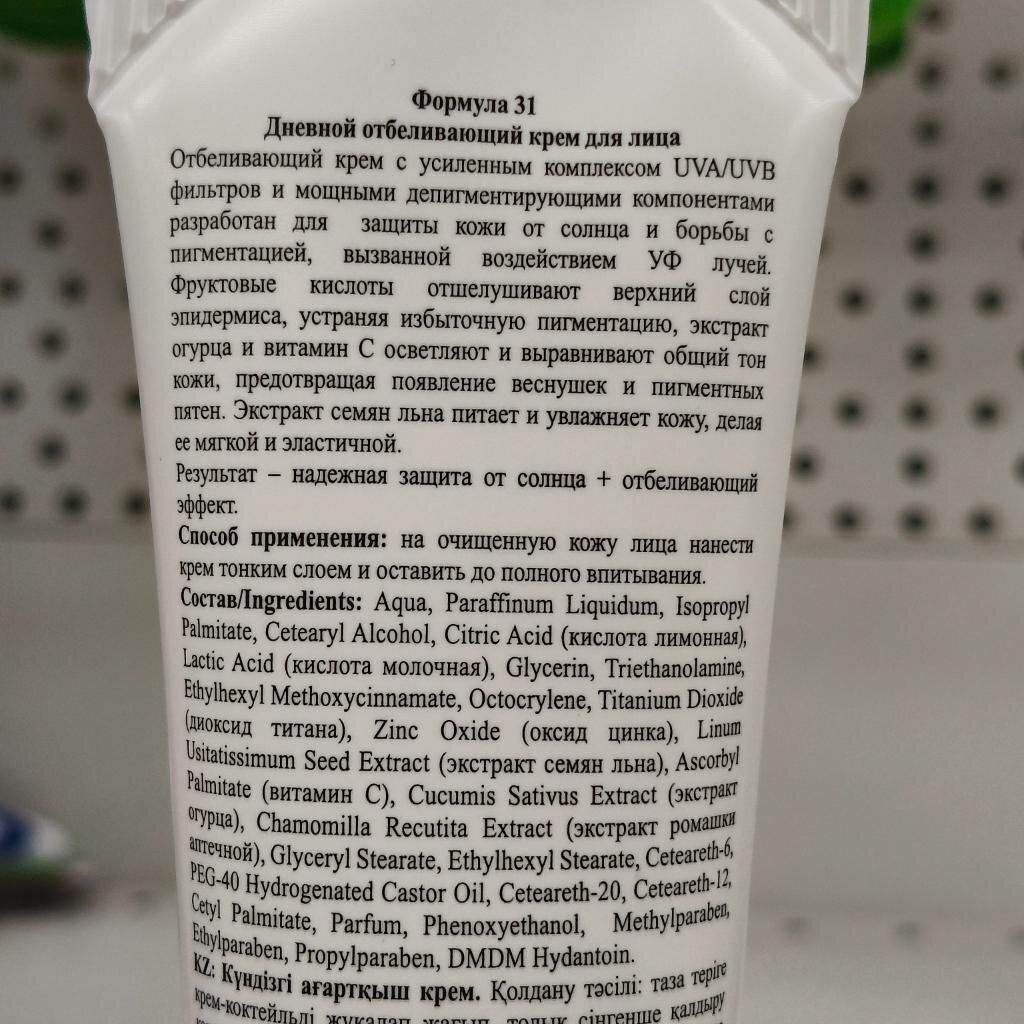 Формула 31
Дневной отбеливающий крем для лица
Отбеливающий крем с усиленным комплексом UVA/UVB
фильтров и мощными депигментирующими компонентами
разработан для защиты кожи от солнца и борьбы с
пигментацией, вызванной воздействием УФ лучей.
Фруктовые кислоты отшелушивают верхний слой
эпидермиса, устраняя избыточную пигментацию, экстракт
огурца и витамин С осветляют и выравнивают общий тон
кожи, предотвращая появление веснушек и пигментных
пятен. Экстракт семян льна питает и увлажняет кожу, делая
ее мягкой и эластичной.
Результат – надежная защита от солнца + отбеливающий
эффект.
Способ применения: на очищенную кожу лица нанести
крем тонким слоем и оставить до полного впитывания.
Состав/Ingredients: Aqua, Paraffinum Liquidum, Isopropyl
Palmitate, Cetearyl Alcohol, Citric Acid (кислота лимонная),
Lactic Acid (кислота молочная), Glycerin, Triethanolamine,
Ethylhexyl Methoxycinnamate, Octocrylene, Titanium Dioxide
(диоксид титана), Zinc Oxide (оксид цинка), Linum
Usitatissimum Seed Extract (экстракт семян льна), Ascorbyl
Palmitate (витамин С), Cucumis Sativus Extract (экстракт
огурца), Chamomilla Recutita Extract (экстракт ромашки
аптечной), Glyceryl Stearate, Ethylhexyl Stearate, Ceteareth-6,
PEG-40 Hydrogenated Castor Oil, Ceteareth-20, Ceteareth-12,
Cetyl Palmitate, Parfum, Phenoxyethanol, Methylparaben,
Ethylparaben, Propylparaben, DMDM Hydantoin.
KZ: Күндізгі ағартқыш крем. Қолдану тәсілі: таза теріге
крем-коктейльді жұқалап жағып, толық сіңгенше қалдыру